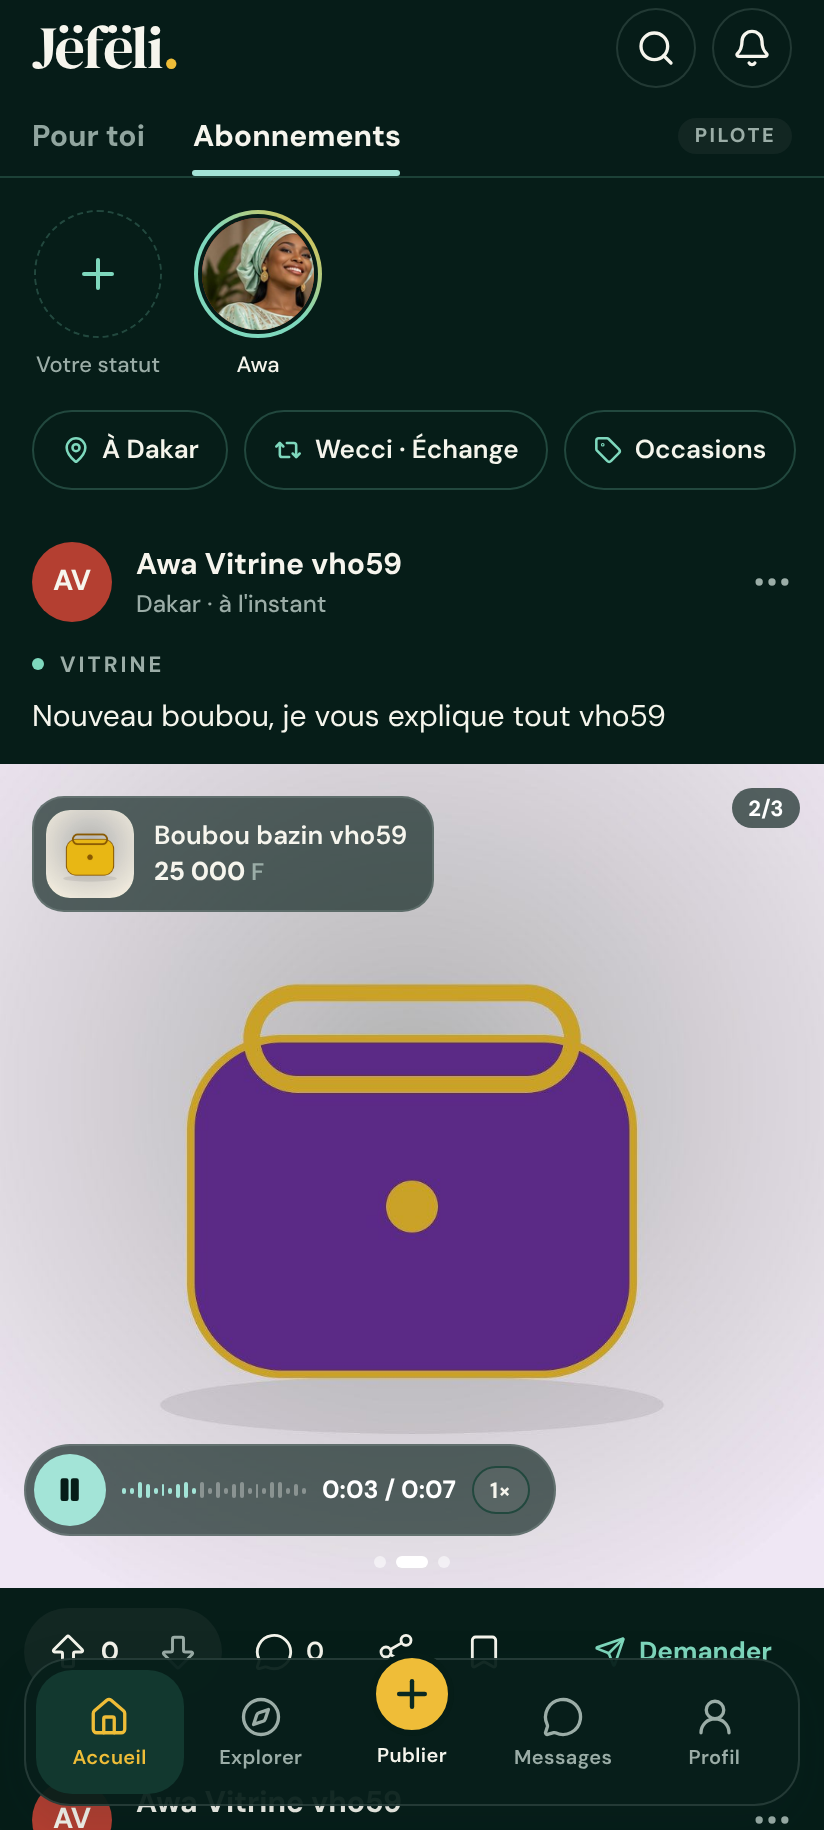 Jëfëli.
Pour toi
Abonnements
PILOTE
Votre statut
Awa
À Dakar
Wecci · Échange
Occasions
AV
Awa Vitrine vho59
Dakar · à l'instant
VITRINE
Nouveau boubou, je vous explique tout vho59
2/3
Boubou bazin vho59
25 000 F
0:03 / 0:07
1×
0
0
Demander
Accueil
Explorer
Publier
Messages
Profil
AV
Awa Vitrine vho59